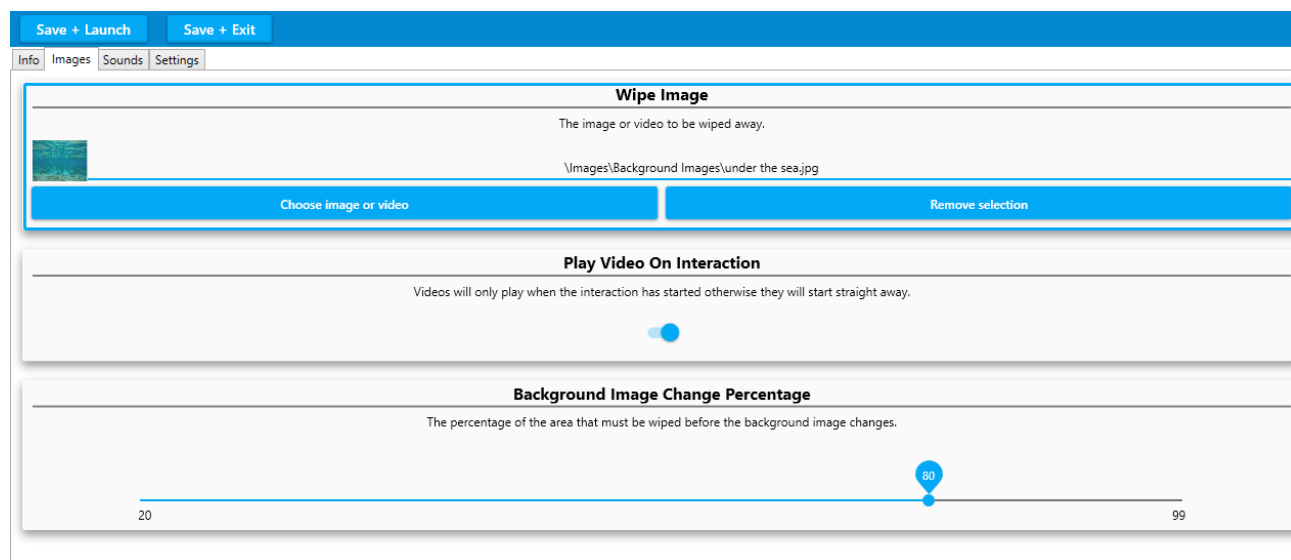 Save + Launch Save + Exit
Info Images Sounds Settings
Wipe Image
The image or video to be wiped away.
\Images\Background Images\under the sea.jpg
Choose image or video Remove selection
Play Video On Interaction
Videos will only play when the interaction has started otherwise they will start straight away.
Background Image Change Percentage
The percentage of the area that must be wiped before the background image changes.
80
20 99